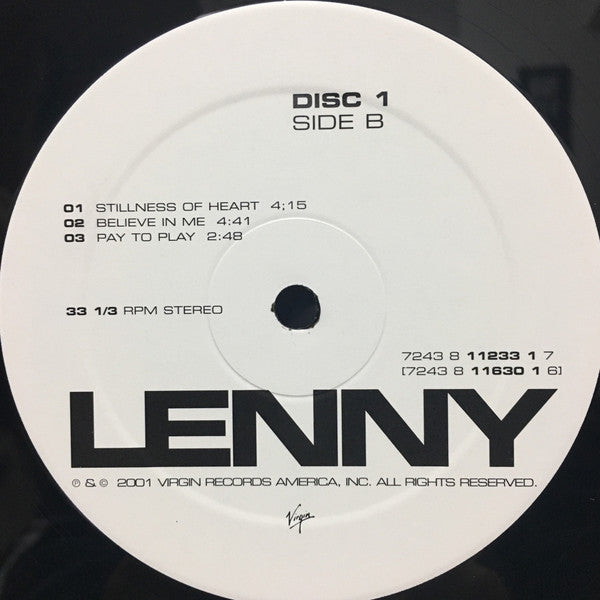 DISC 1
SIDE B
01 STILLNESS OF HEART 4;15
02 BELIEVE IN ME 4:41
03 PAY TO PLAY 2:48
33 1/3 RPM STEREO
7243 8 11233 1 7
[7243 8 11630 1 6]
LENNY
℗ & © 2001 VIRGIN RECORDS AMERICA, INC. ALL RIGHTS RESERVED.
Virgin